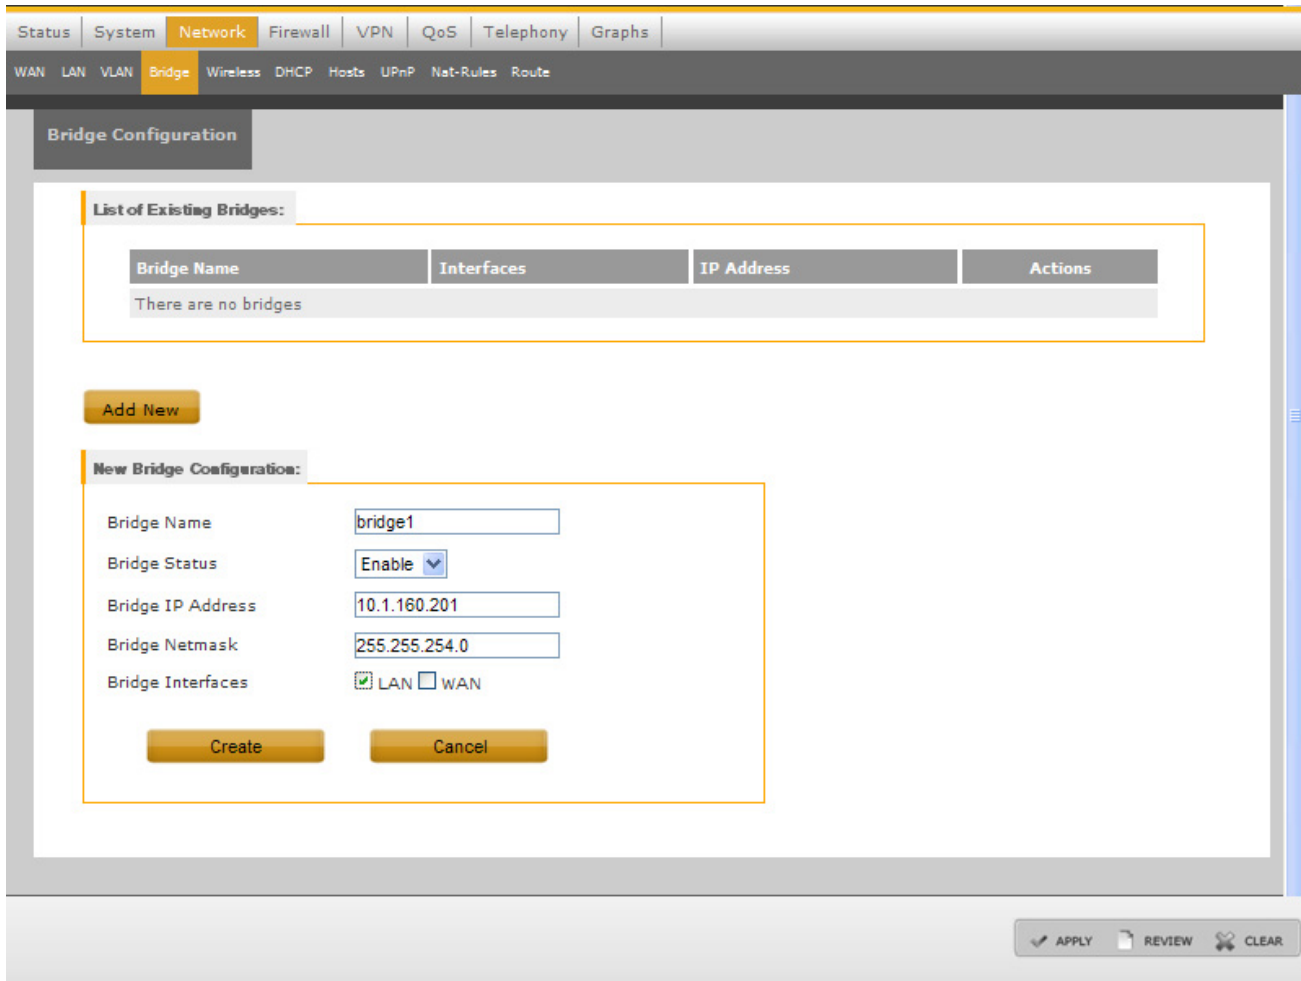 Status System Network Firewall VPN QoS Telephony Graphs
WAN LAN VLAN Bridge Wireless DHCP Hosts UPnP Nat-Rules Route
Bridge Configuration
List of Existing Bridges:
Bridge Name Interfaces IP Address Actions
There are no bridges
Add New
New Bridge Configuration:
Bridge Name bridge1
Bridge Status Enable
Bridge IP Address 10.1.160.201
Bridge Netmask 255.255.254.0
Bridge Interfaces LAN WAN
Create Cancel
APPLY REVIEW CLEAR